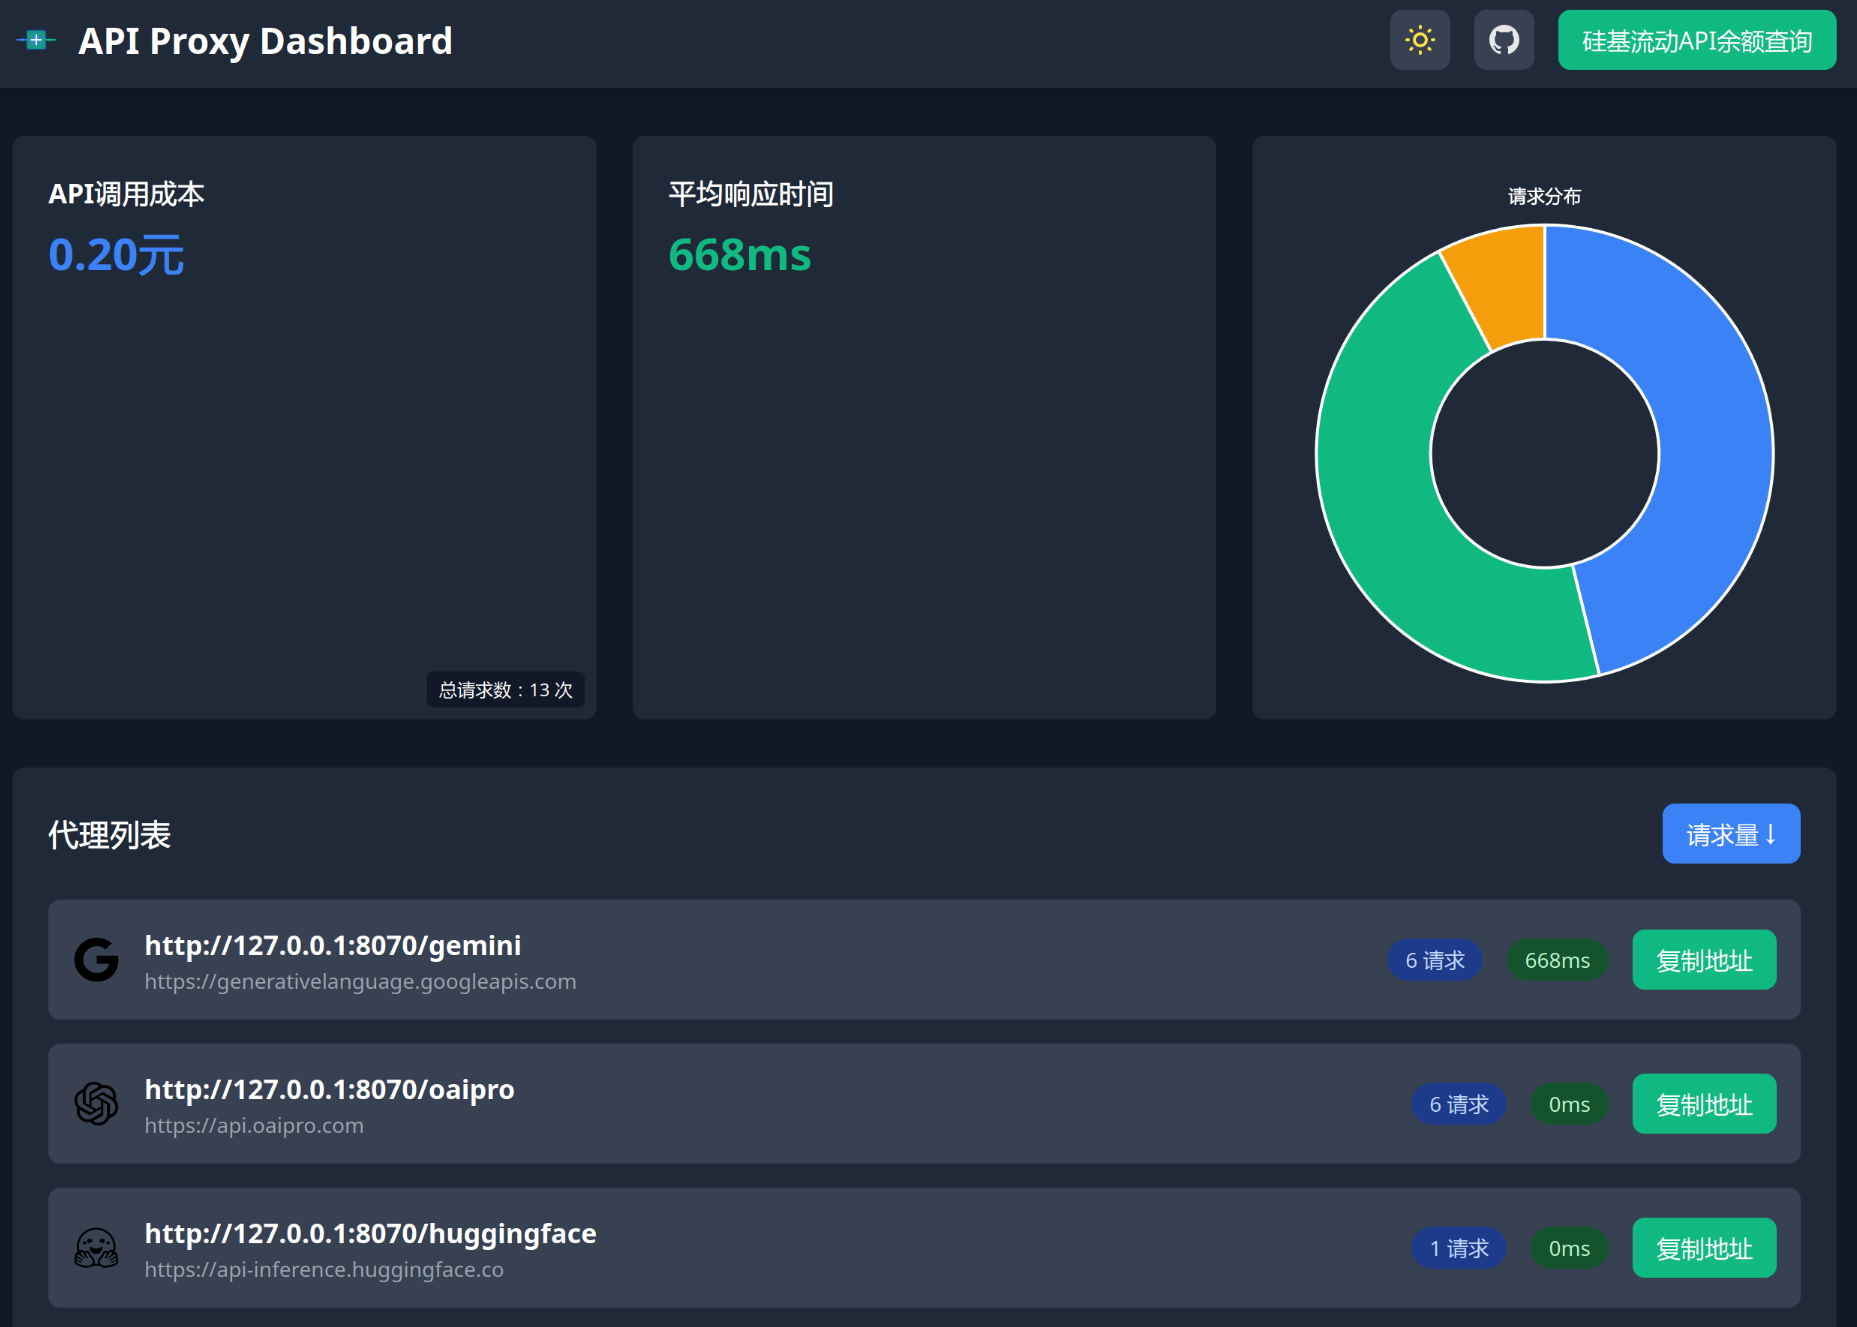 API Proxy Dashboard
硅基流动API余额查询
API调用成本
0.20元
总请求数：13 次
平均响应时间
668ms
请求分布
代理列表
请求量↓
http://127.0.0.1:8070/gemini
https://generativelanguage.googleapis.com
6 请求
668ms
复制地址
http://127.0.0.1:8070/oaipro
https://api.oaipro.com
6 请求
0ms
复制地址
http://127.0.0.1:8070/huggingface
https://api-inference.huggingface.co
1 请求
0ms
复制地址